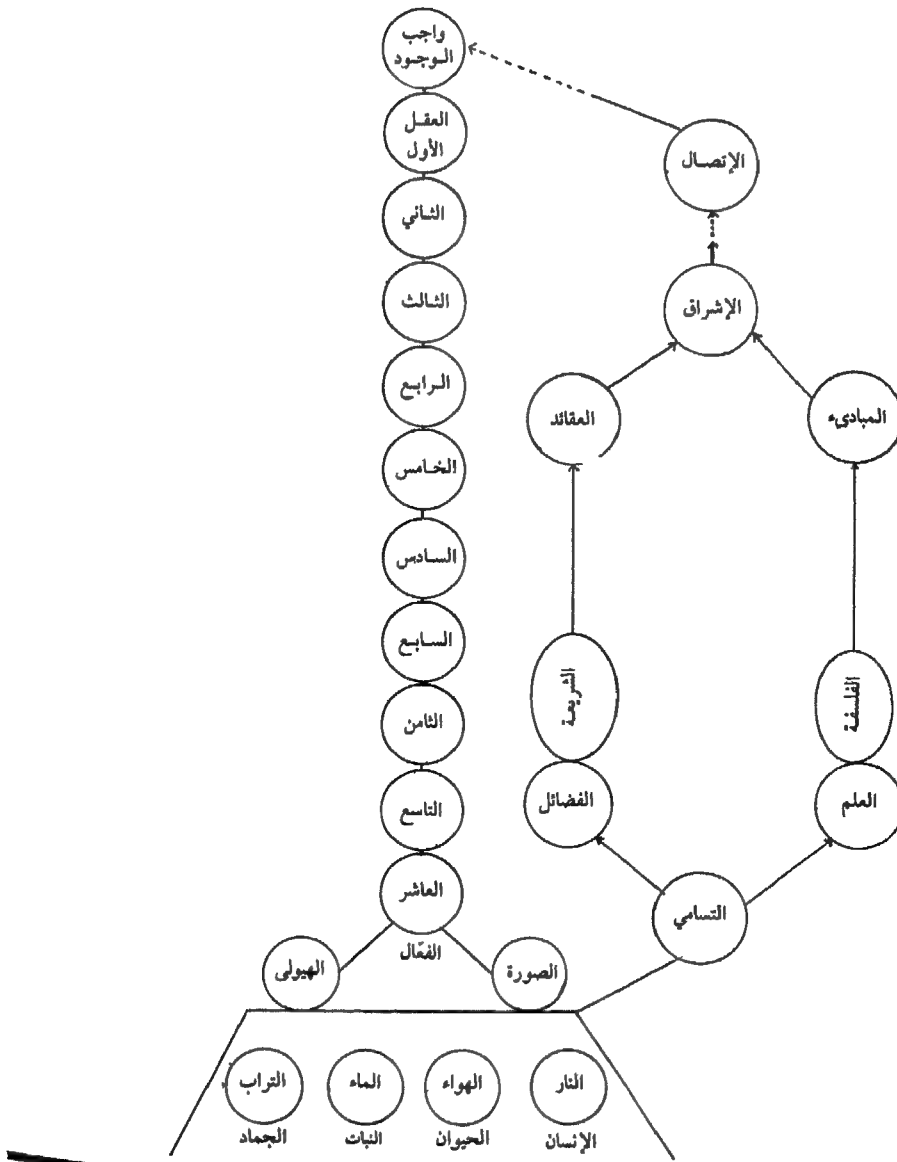 واجب
الوجود
العقل
الأول
الثاني
الثالث
الرابع
الخامس
السادس
السابع
الثامن
التاسع
العاشر
الفعّال
الهيولى
الصورة
التراب
الماء
الهواء
النار
الجماد
النبات
الحيوان
الإنسان
الإتصال
الإشراق
المبادىء
العقائد
الفلسفة
الشريعة
العلم
الفضائل
التسامي